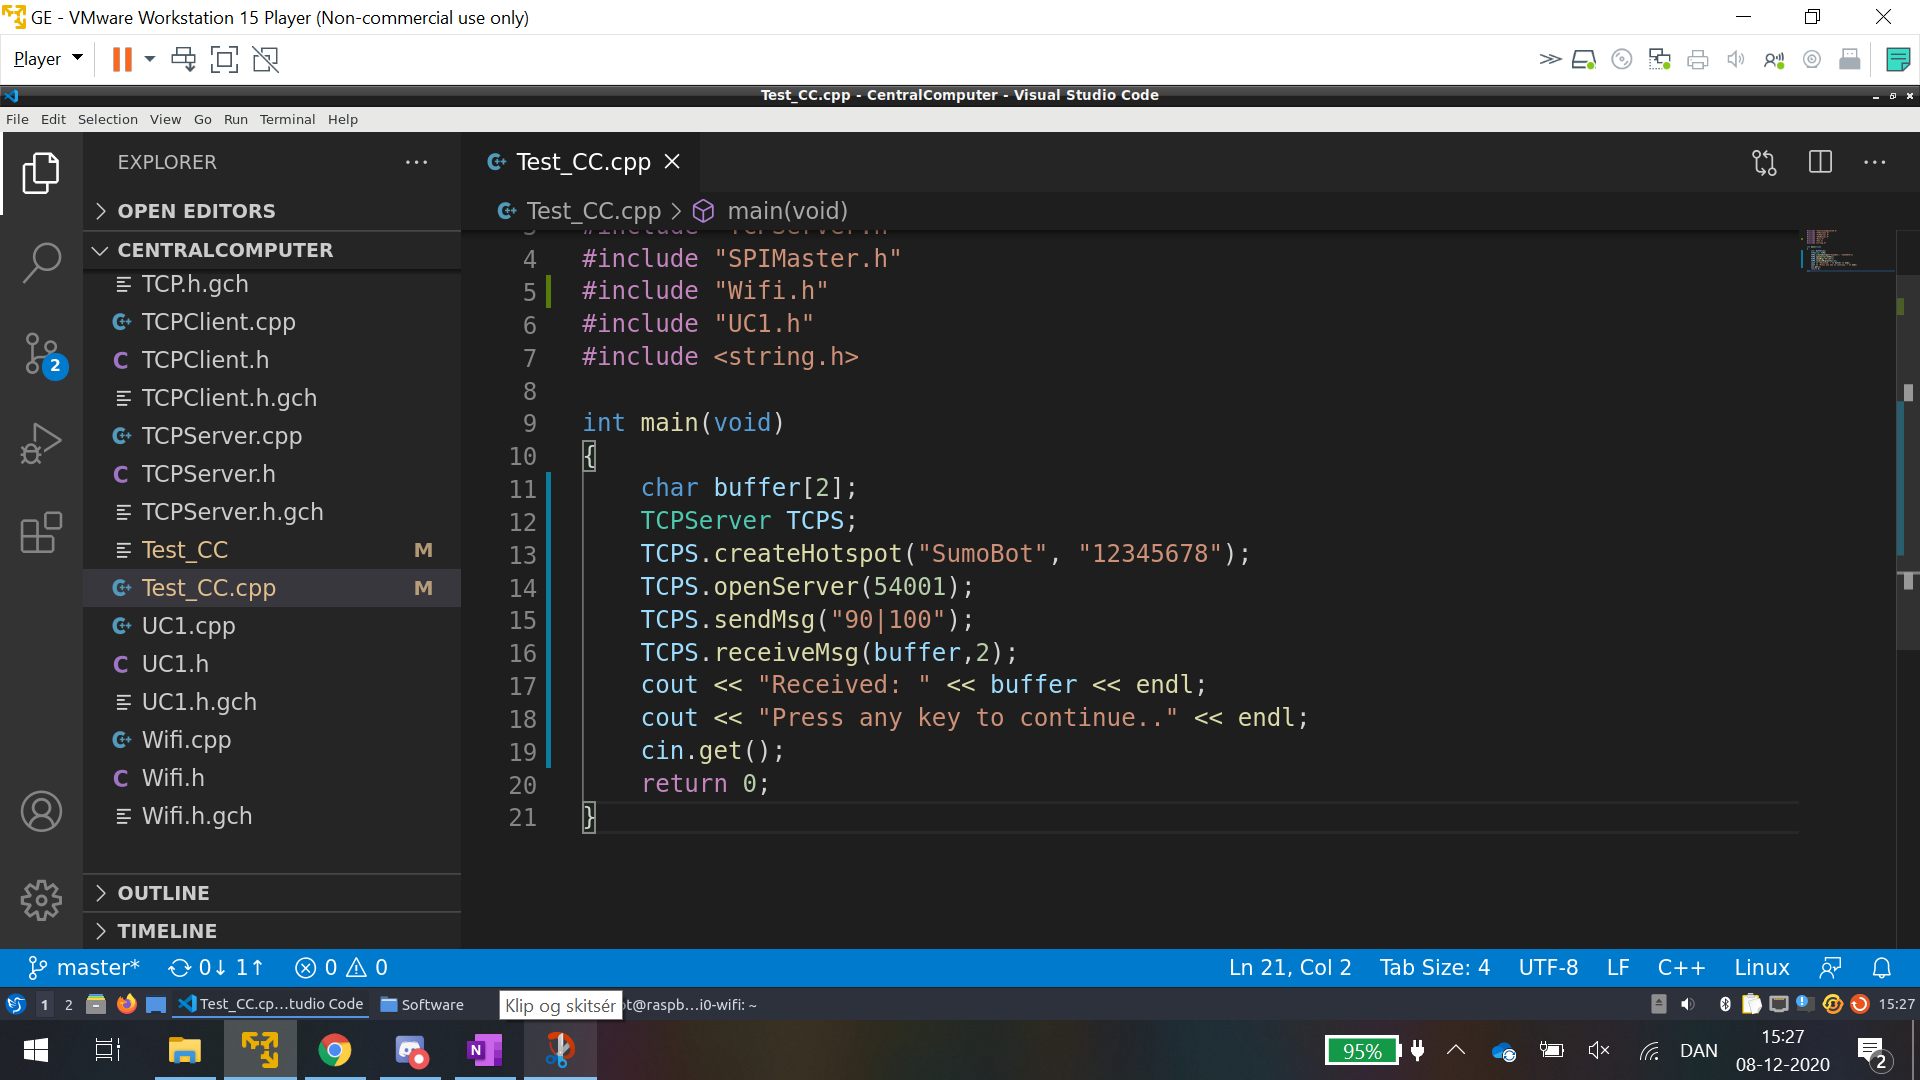 GE - VMware Workstation 15 Player (Non-commercial use only)
Player
Test_CC.cpp - CentralComputer - Visual Studio Code
File Edit Selection View Go Run Terminal Help
EXPLORER
Test_CC.cpp
OPEN EDITORS
Test_CC.cpp > main(void)
CENTRALCOMPUTER
TCP.h.gch
TCPClient.cpp
TCPClient.h
TCPClient.h.gch
TCPServer.cpp
TCPServer.h
TCPServer.h.gch
Test_CC M
Test_CC.cpp M
UC1.cpp
UC1.h
UC1.h.gch
Wifi.cpp
Wifi.h
Wifi.h.gch
OUTLINE
TIMELINE
2
3 #include "TCPServer.h"
4 #include "SPIMaster.h"
5 #include "Wifi.h"
6 #include "UC1.h"
7 #include <string.h>
8
9 int main(void)
10 {
11 char buffer[2];
12 TCPServer TCPS;
13 TCPS.createHotspot("SumoBot", "12345678");
14 TCPS.openServer(54001);
15 TCPS.sendMsg("90|100");
16 TCPS.receiveMsg(buffer,2);
17 cout << "Received: " << buffer << endl;
18 cout << "Press any key to continue.." << endl;
19 cin.get();
20 return 0;
21 }
master* 0↓ 1↑ 0 0 Ln 21, Col 2 Tab Size: 4 UTF-8 LF C++ Linux
1 2 Test_CC.cp...tudio Code Software Klip og skitsér ot@raspb...i0-wifi: ~ 15:27
95% DAN 15:27
08-12-2020 2